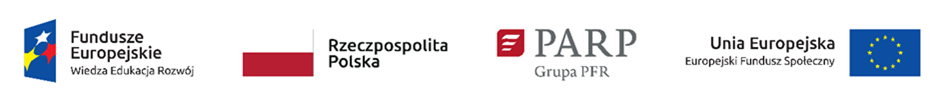 Fundusze
Europejskie
Wiedza Edukacja Rozwój
Rzeczpospolita
Polska
PARP
Grupa PFR
Unia Europejska
Europejski Fundusz Społeczny